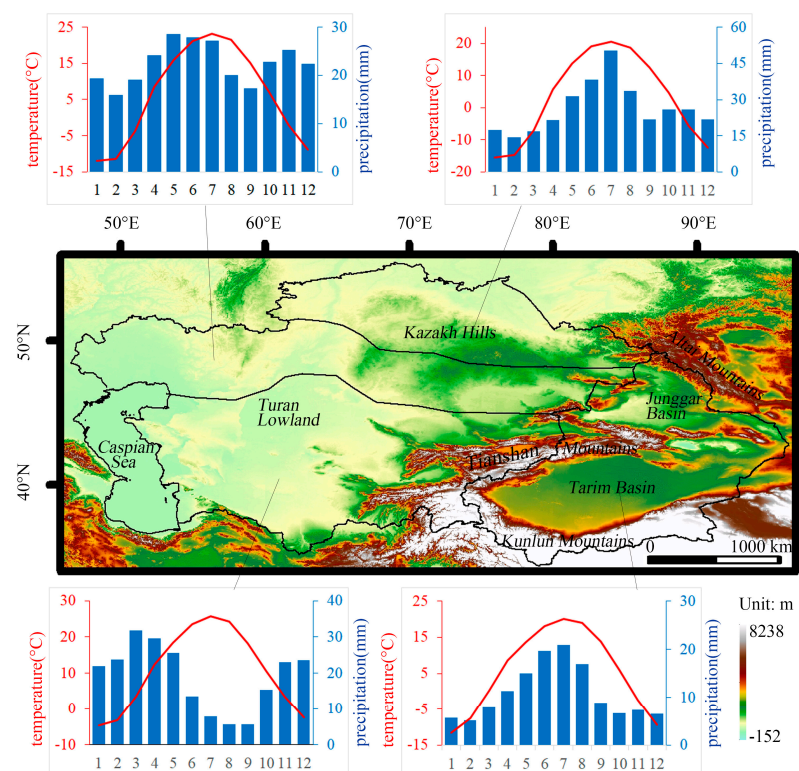 temperature(°C)
25
15
5
-5
-15
30
20
10
0
precipitation(mm)
1 2 3 4 5 6 7 8 9 10 11 12
temperature(°C)
20
10
0
-10
-20
60
45
30
15
0
precipitation(mm)
1 2 3 4 5 6 7 8 9 10 11 12
50°E 60°E 70°E 80°E 90°E
50°N
40°N
Kazakh Hills
Altai Mountains
Turan
Lowland
Junggar
Basin
Caspian
Sea
Tianshan Mountains
Tarim Basin
Kunlun Mountains
0 1000 km
temperature(°C)
30
20
10
0
-10
40
30
20
10
0
precipitation(mm)
1 2 3 4 5 6 7 8 9 10 11 12
temperature(°C)
25
15
5
-5
-15
30
20
10
0
precipitation(mm)
1 2 3 4 5 6 7 8 9 10 11 12
Unit: m
8238
-152